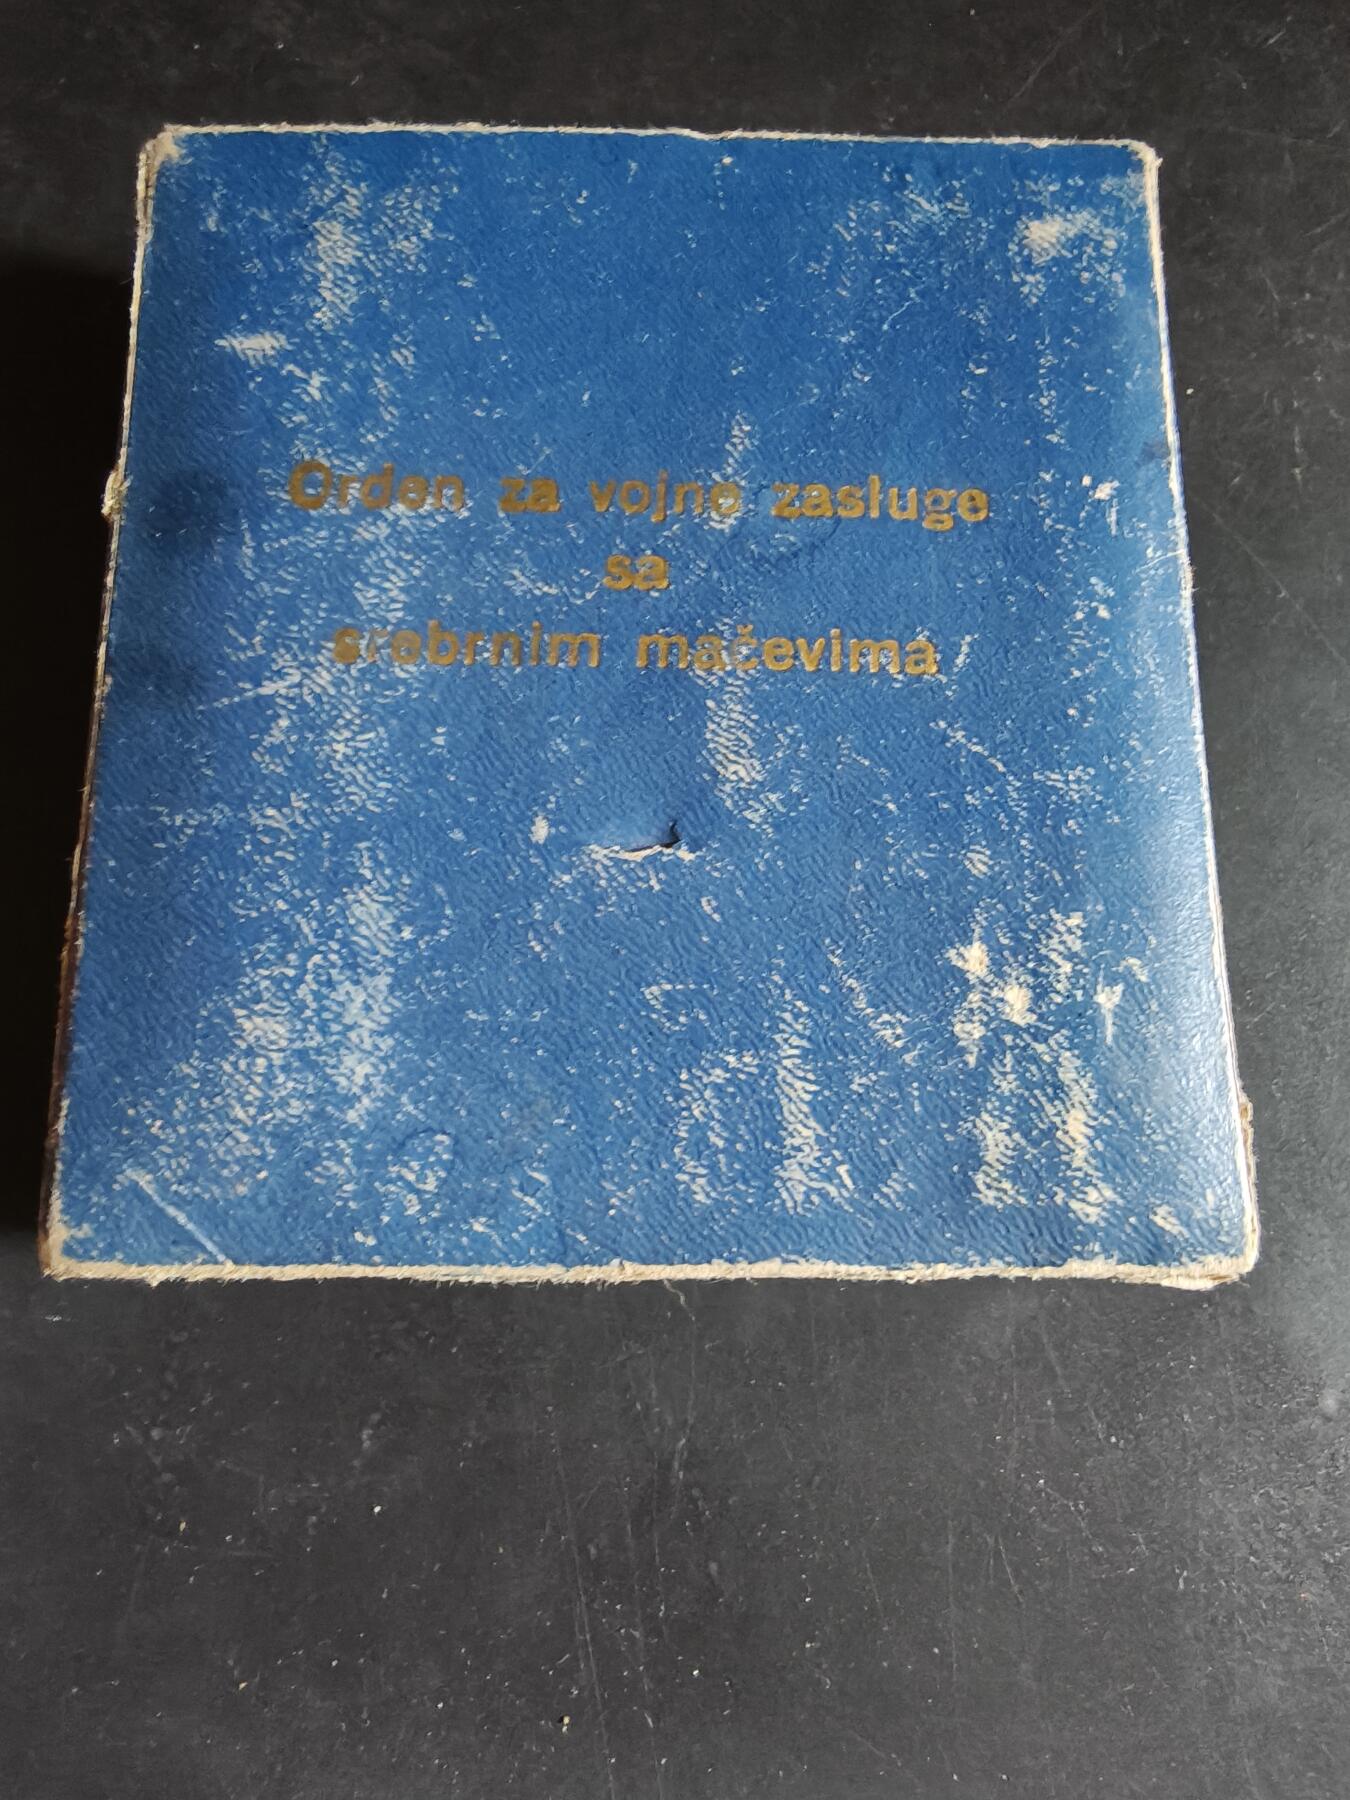 Orden za vojne zasluge
sa
srebrnim mačevima